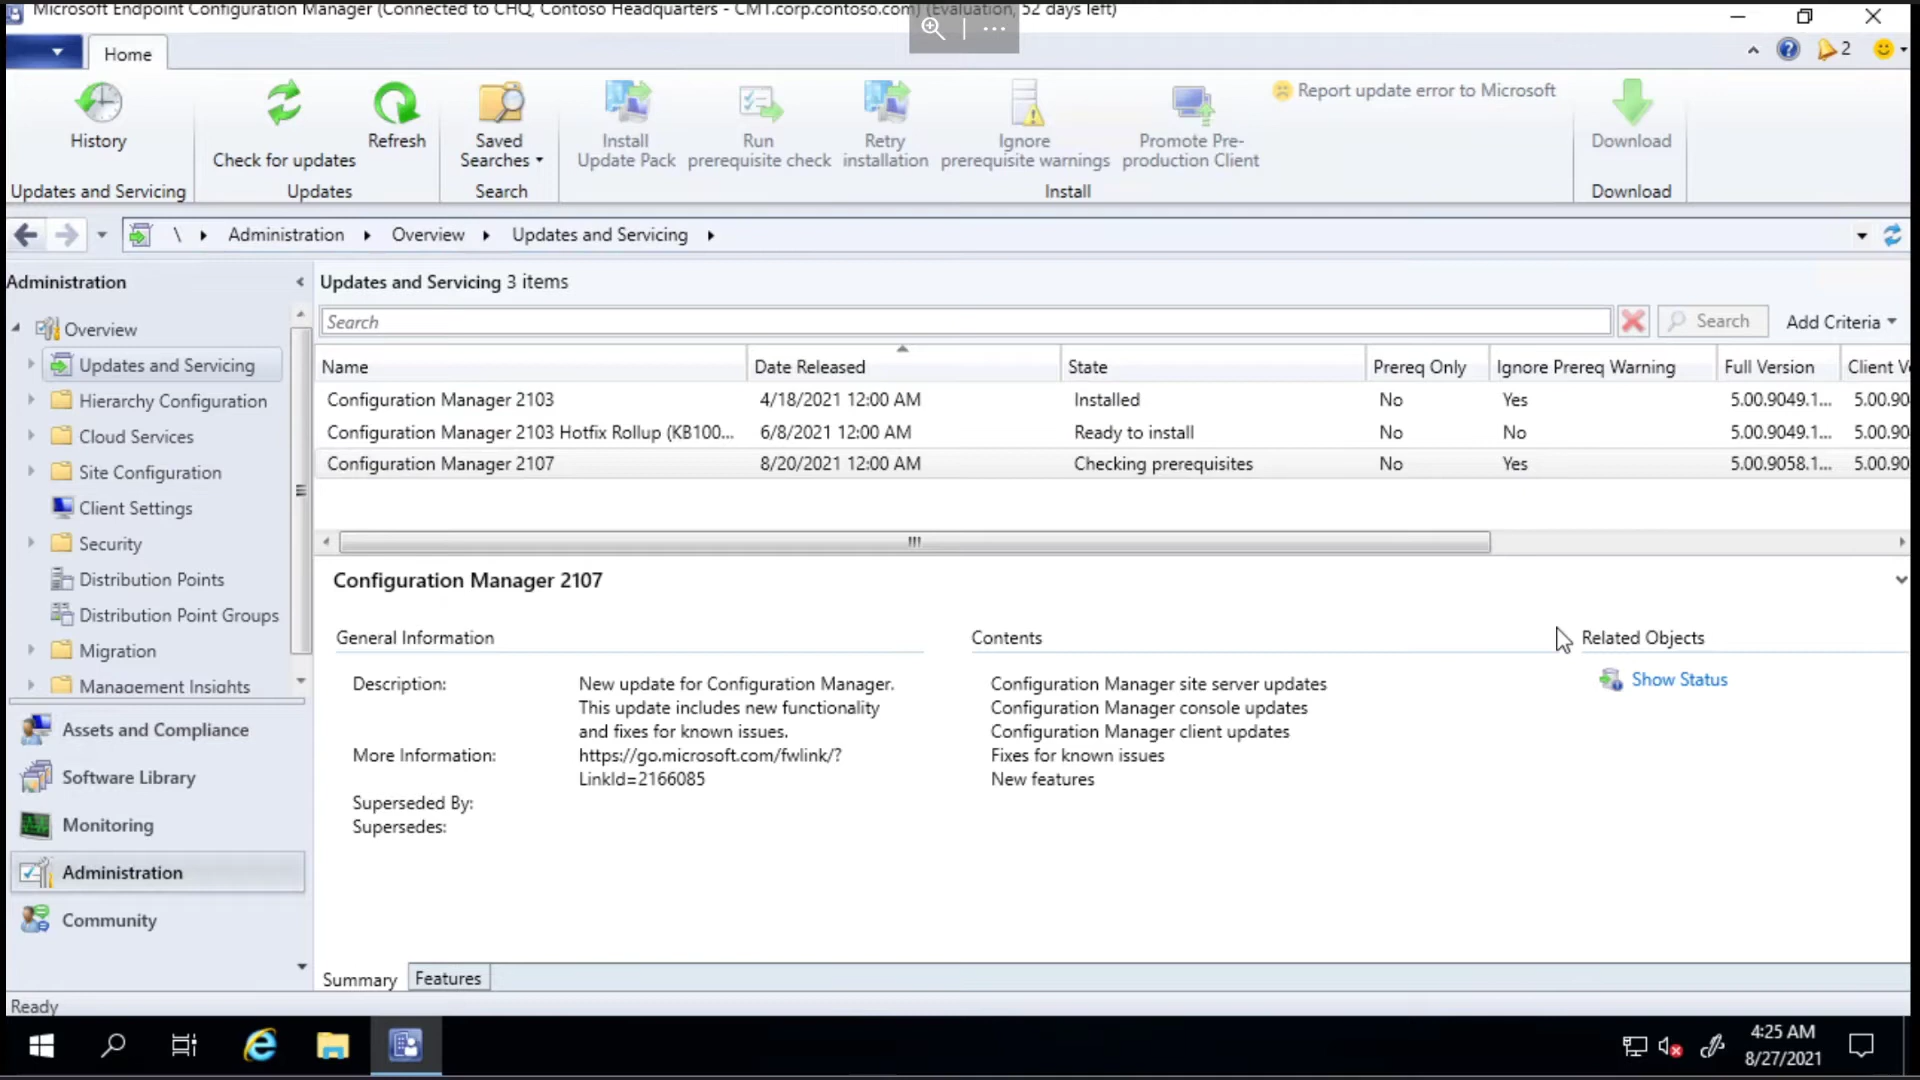 Microsoft Endpoint Configuration Manager (Connected to CHQ, Contoso Headquarters - CMT.corp.contoso.com) (Evaluation, 52 days left)
Home
2
History
Check for updates
Refresh
Saved Searches
Install Update Pack
Run prerequisite check
Retry installation
Ignore prerequisite warnings
Promote Pre-production Client
Report update error to Microsoft
Download
Updates and Servicing
Updates
Search
Install
Download
\ Administration Overview Updates and Servicing
Administration
Overview
Updates and Servicing
Hierarchy Configuration
Cloud Services
Site Configuration
Client Settings
Security
Distribution Points
Distribution Point Groups
Migration
Management Insights
Assets and Compliance
Software Library
Monitoring
Administration
Community
Updates and Servicing 3 items
Search
Search
Add Criteria
Name Date Released State Prereq Only Ignore Prereq Warning Full Version Client V
Configuration Manager 2103 4/18/2021 12:00 AM Installed No Yes 5.00.9049.1... 5.00.90
Configuration Manager 2103 Hotfix Rollup (KB100... 6/8/2021 12:00 AM Ready to install No No 5.00.9049.1... 5.00.90
Configuration Manager 2107 8/20/2021 12:00 AM Checking prerequisites No Yes 5.00.9058.1... 5.00.90
Configuration Manager 2107
General Information
Description: New update for Configuration Manager.
This update includes new functionality
and fixes for known issues.
More Information: https://go.microsoft.com/fwlink/?
LinkId=2166085
Superseded By:
Supersedes:
Contents
Configuration Manager site server updates
Configuration Manager console updates
Configuration Manager client updates
Fixes for known issues
New features
Related Objects
Show Status
Summary Features
Ready
4:25 AM
8/27/2021